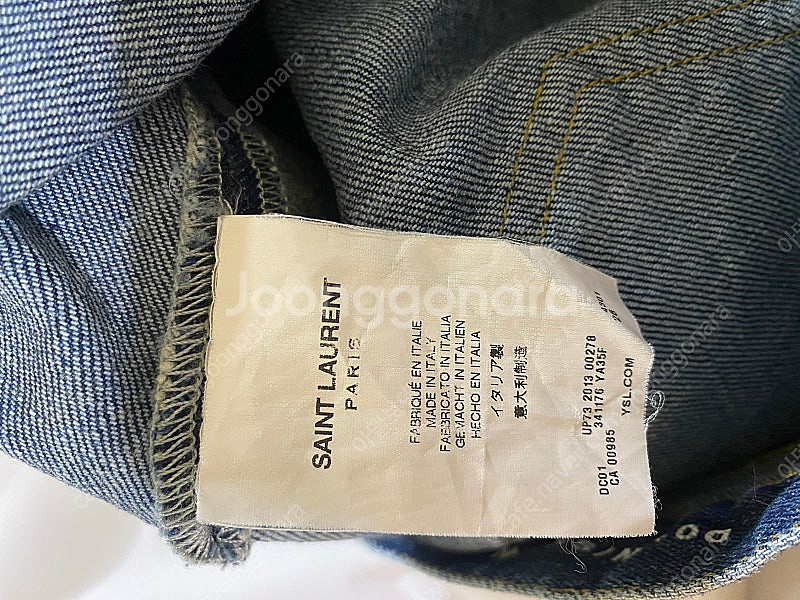 SAINT LAURENT
PARIS
FABRIQUÉ EN ITALIE
MADE IN ITALY
FABBRICATO IN ITALIA
GEMACHT IN ITALIEN
HECHO EN ITALIA
イタリア製
意大利制造
UP73 2013 00278
341176 YA35F
DC01
CA 00985
YSL.COM
Joonggonara